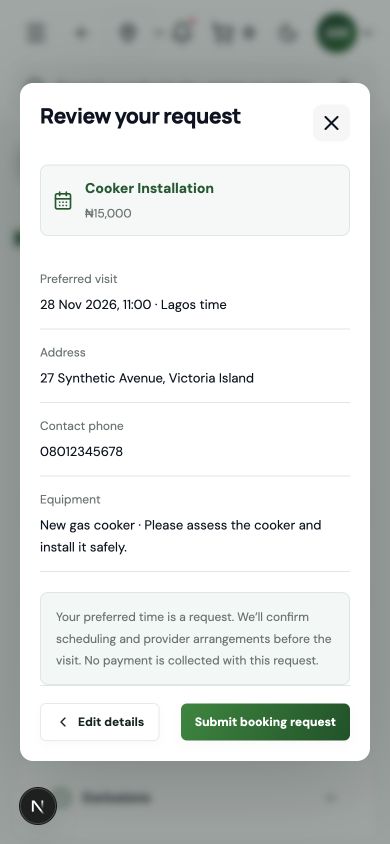 Review your request
Cooker Installation
₦15,000
Preferred visit
28 Nov 2026, 11:00 · Lagos time
Address
27 Synthetic Avenue, Victoria Island
Contact phone
08012345678
Equipment
New gas cooker · Please assess the cooker and
install it safely.
Your preferred time is a request. We’ll confirm
scheduling and provider arrangements before the
visit. No payment is collected with this request.
Edit details
Submit booking request
N